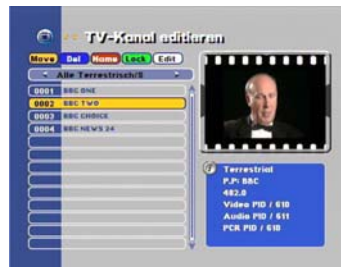 TV-Kanal editieren
Move Del Name Lock Edit
Alle Terrestrisch/S
0001 BBC ONE
0002 BBC TWO
0003 BBC CHOICE
0004 BBC NEWS 24
Terrestrial
P.P: BBC
482.0
Video PID / 610
Audio PID / 611
PCR PID / 610